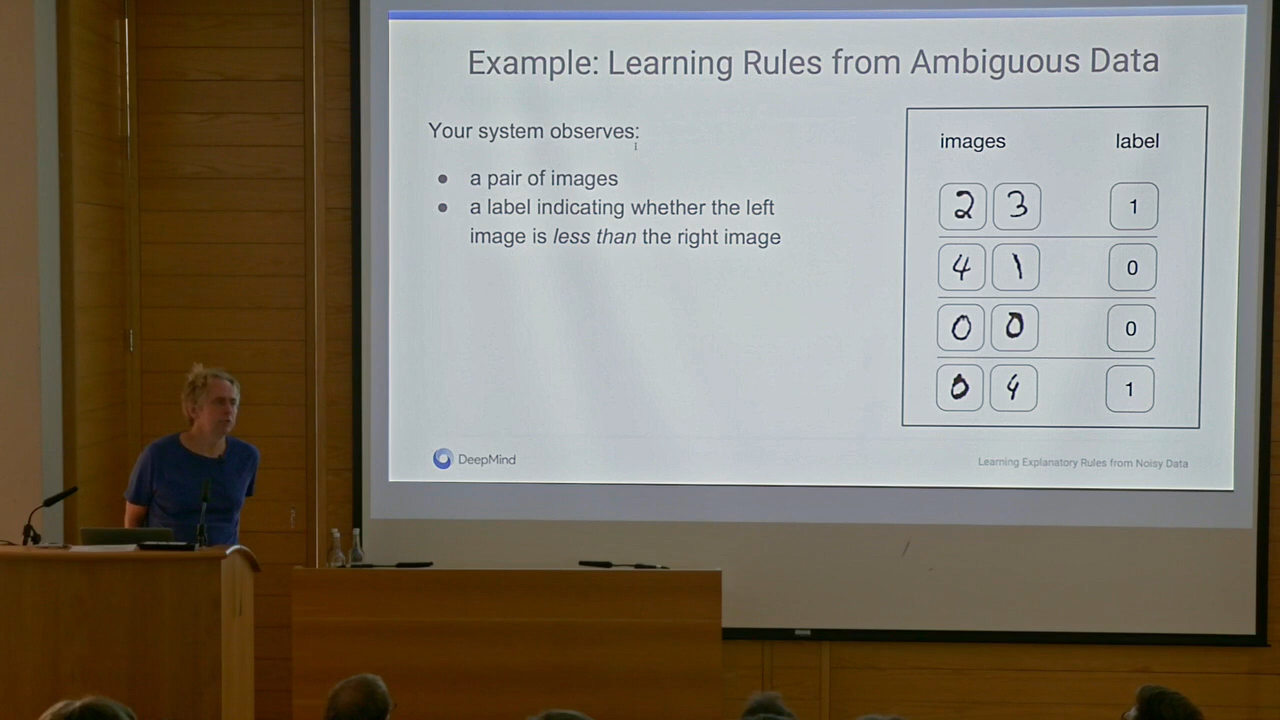 Example: Learning Rules from Ambiguous Data
Your system observes:
a pair of images
a label indicating whether the left
image is less than the right image
images label
2 3 1
4 1 0
0 0 0
0 4 1
DeepMind
Learning Explanatory Rules from Noisy Data